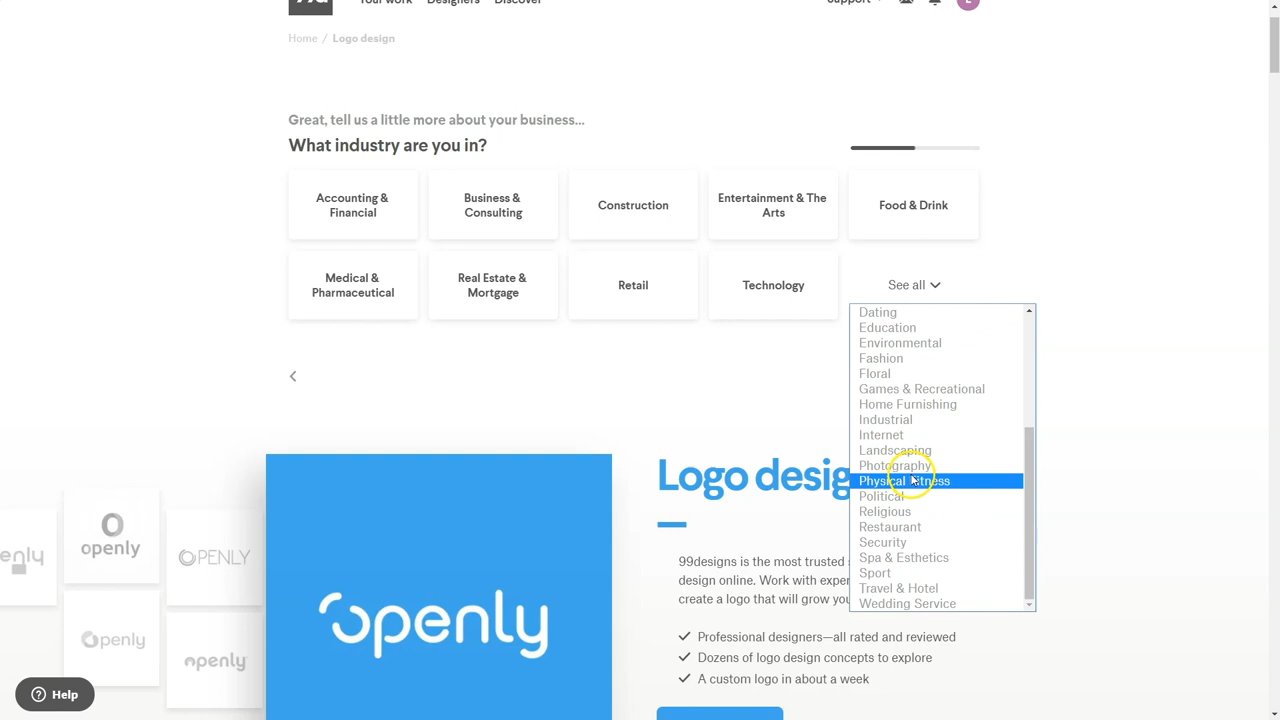 Your work Designers Discover
Support
Home / Logo design
Great, tell us a little more about your business...
What industry are you in?
Accounting &
Financial
Business &
Consulting
Construction
Entertainment & The
Arts
Food & Drink
Medical &
Pharmaceutical
Real Estate &
Mortgage
Retail
Technology
See all
Dating
Education
Environmental
Fashion
Floral
Games & Recreational
Home Furnishing
Industrial
Internet
Landscaping
Photography
Physical Fitness
Political
Religious
Restaurant
Security
Spa & Esthetics
Sport
Travel & Hotel
Wedding Service
Logo desig
99designs is the most trusted
design online. Work with exper
create a logo that will grow you
Professional designers—all rated and reviewed
Dozens of logo design concepts to explore
A custom logo in about a week
openly
openly
OPENLY
openly
openly
Help